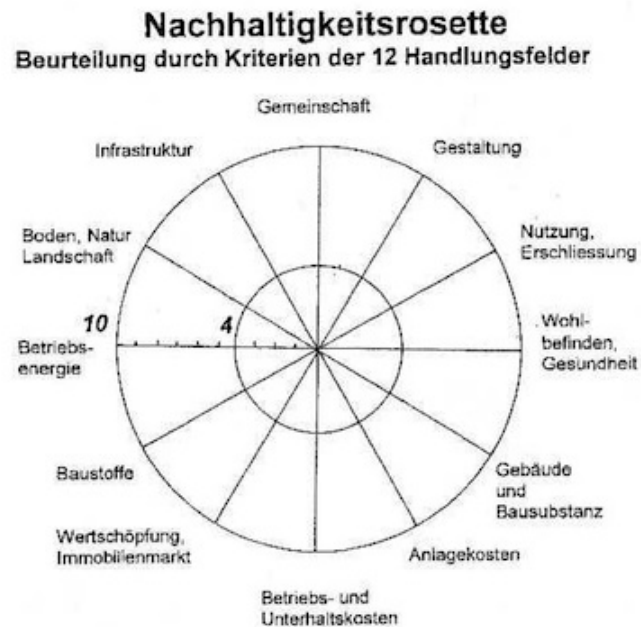 Nachhaltigkeitsrosette
Beurteilung durch Kriterien der 12 Handlungsfelder
Gemeinschaft
Infrastruktur
Gestaltung
Boden, Natur
Landschaft
Nutzung,
Erschliessung
10
4
Betriebs-
energie
Wohl-
befinden,
Gesundheit
Baustoffe
Gebäude
und
Bausubstanz
Wertschöpfung,
Immobilienmarkt
Anlagekosten
Betriebs- und
Unterhaltskosten